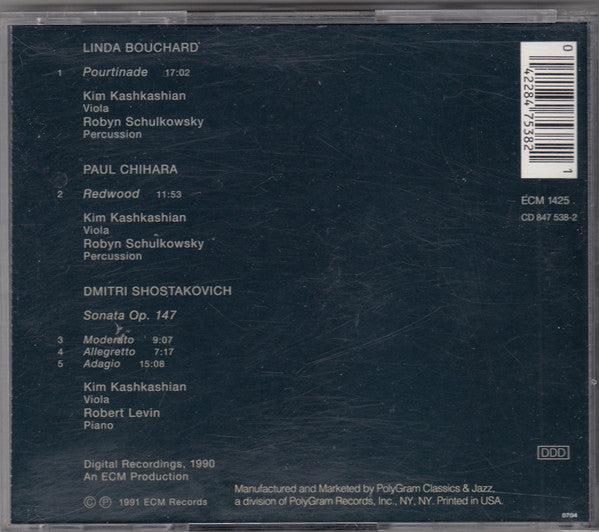 LINDA BOUCHARD
1 Pourtinade 17:02
Kim Kashkashian
Viola
Robyn Schulkowsky
Percussion
PAUL CHIHARA
2 Redwood 11:53
Kim Kashkashian
Viola
Robyn Schulkowsky
Percussion
DMITRI SHOSTAKOVICH
Sonata Op. 147
3 Moderato 9:07
4 Allegretto 7:17
5 Adagio 15:08
Kim Kashkashian
Viola
Robert Levin
Piano
Digital Recordings, 1990
An ECM Production
© ℗ 1991 ECM Records
Manufactured and Marketed by PolyGram Classics & Jazz,
a division of PolyGram Records, Inc., NY, NY. Printed in USA.
0 42284 75382 1
ECM 1425
CD 847 538-2
DDD
0704